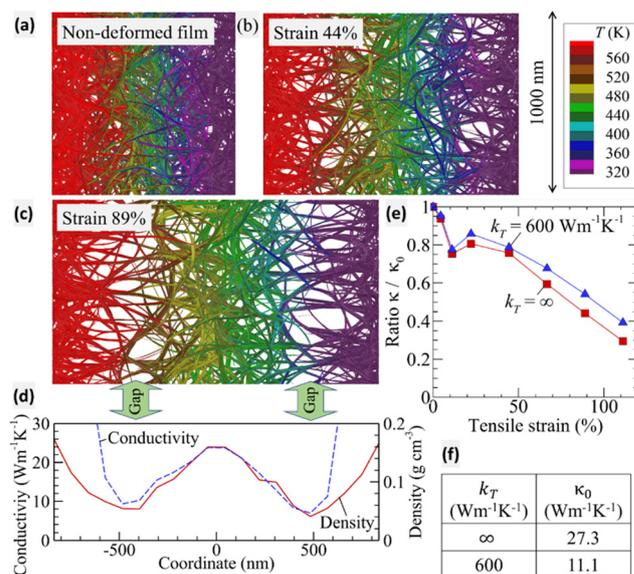 (a)
Non-deformed film
(b)
Strain 44%
1000 nm
T (K)
560
520
480
440
400
360
320
(c)
Strain 89%
(e)
Ratio κ / κ0
1
0.8
0.6
0.4
0.2
0
kT = 600 Wm-1K-1
kT = ∞
0
50
100
Tensile strain (%)
Gap
Gap
(d)
Conductiviy (Wm-1K-1)
30
20
10
0
Conductivity
Density
0.2
0.1
0
Density (g cm-3)
-500
0
500
Coordinate (nm)
(f)
kT
(Wm-1K-1)
κ0
(Wm-1K-1)
∞
27.3
600
11.1